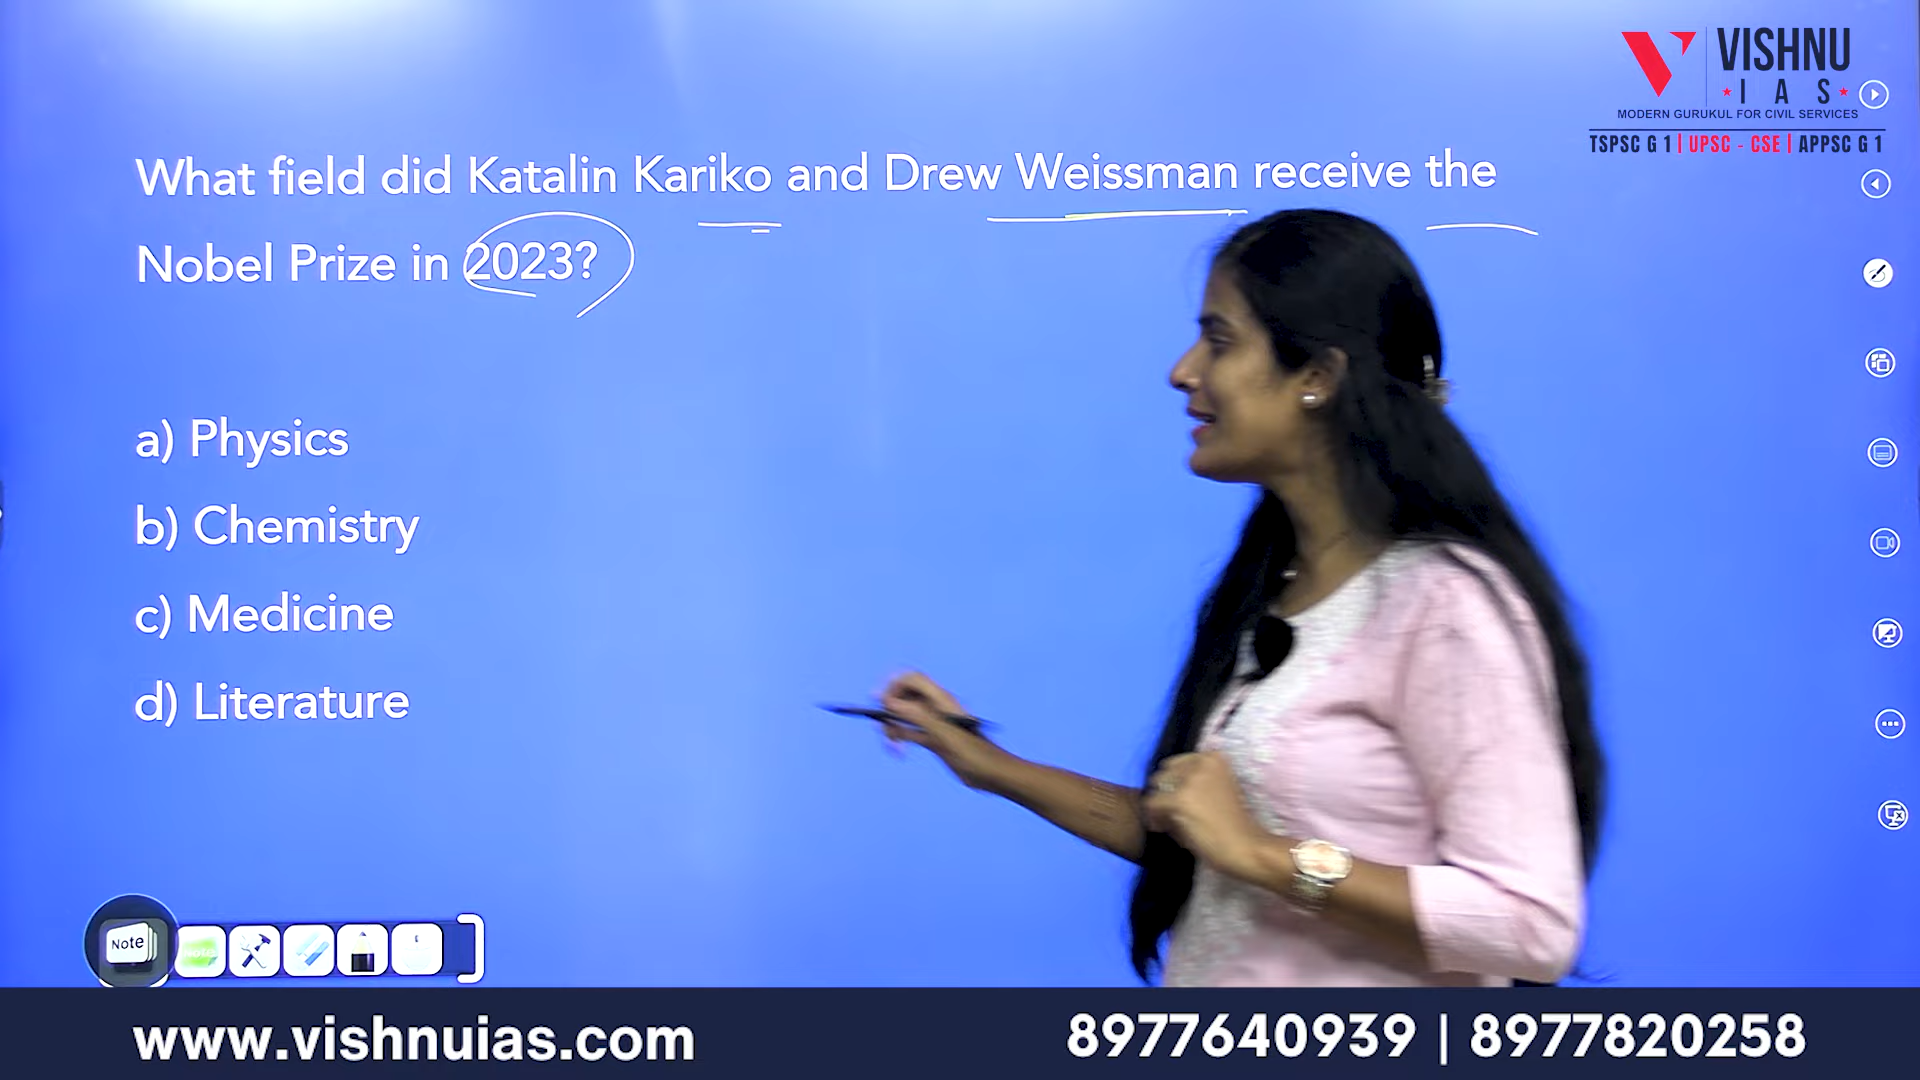 VISHNU
IAS
MODERN GURUKUL FOR CIVIL SERVICES
TSPSC G 1 | UPSC - CSE | APPSC G 1
What field did Katalin Kariko and Drew Weissman receive the
Nobel Prize in 2023?
a) Physics
b) Chemistry
c) Medicine
d) Literature
Note
www.vishnuias.com
8977640939 | 8977820258